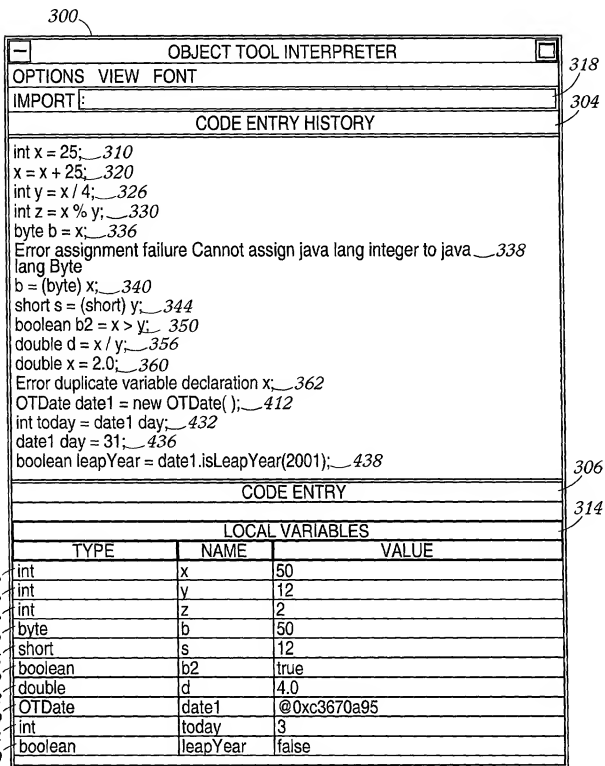 300
OBJECT TOOL INTERPRETER
OPTIONS VIEW FONT
318
IMPORT :
304
CODE ENTRY HISTORY
int x = 25; 310
x = x + 25; 320
int y = x / 4; 326
int z = x % y; 330
byte b = x; 336
Error assignment failure Cannot assign java lang integer to java 338
lang Byte
b = (byte) x; 340
short s = (short) y; 344
boolean b2 = x > y; 350
double d = x / y; 356
double x = 2.0; 360
Error duplicate variable declaration x; 362
OTDate date1 = new OTDate( ); 412
int today = date1 day; 432
date1 day = 31; 436
boolean leapYear = date1.isLeapYear(2001); 438
306
CODE ENTRY
314
LOCAL VARIABLES
TYPE NAME VALUE
int x 50
int y 12
int z 2
byte b 50
short s 12
boolean b2 true
double d 4.0
OTDate date1 @0xc3670a95
int today 3
boolean leapYear false